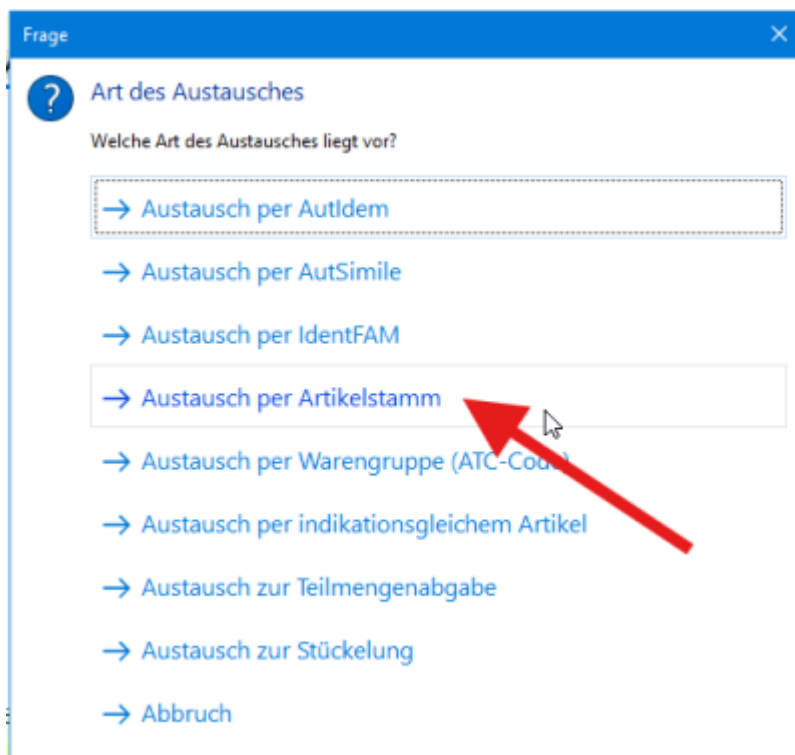 Frage
Art des Austausches
Welche Art des Austausches liegt vor?
Austausch per AutIdem
Austausch per AutSimile
Austausch per IdentFAM
Austausch per Artikelstamm
Austausch per Warengruppe (ATC-Code)
Austausch per indikationsgleichem Artikel
Austausch zur Teilmengenabgabe
Austausch zur Stückelung
Abbruch